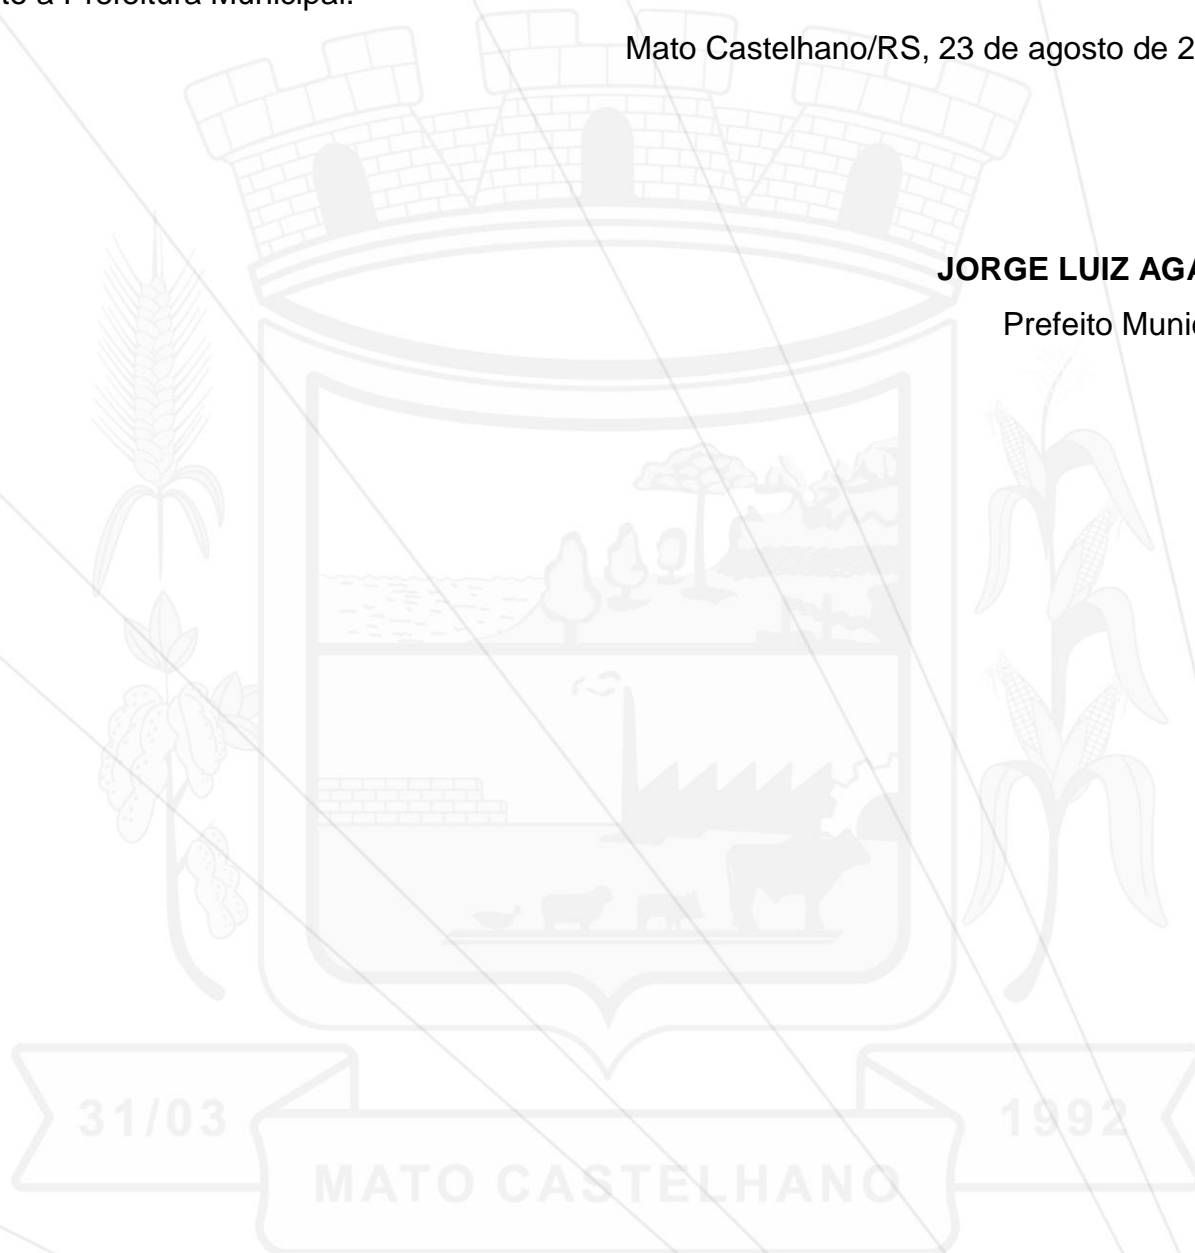 Mato Castelhano/RS, 23 de agosto de 2
JORGE LUIZ AGA
Prefeito Munic
31/03
1992
MATO CASTELHANO